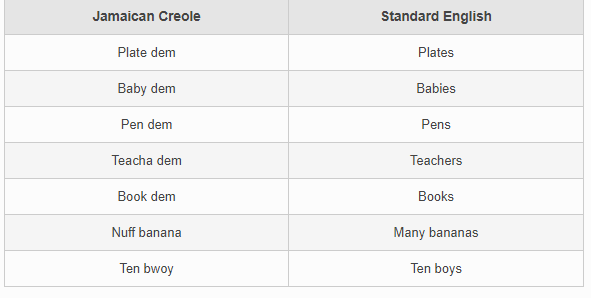 Jamaican Creole Standard English
Plate dem Plates
Baby dem Babies
Pen dem Pens
Teacha dem Teachers
Book dem Books
Nuff banana Many bananas
Ten bwoy Ten boys